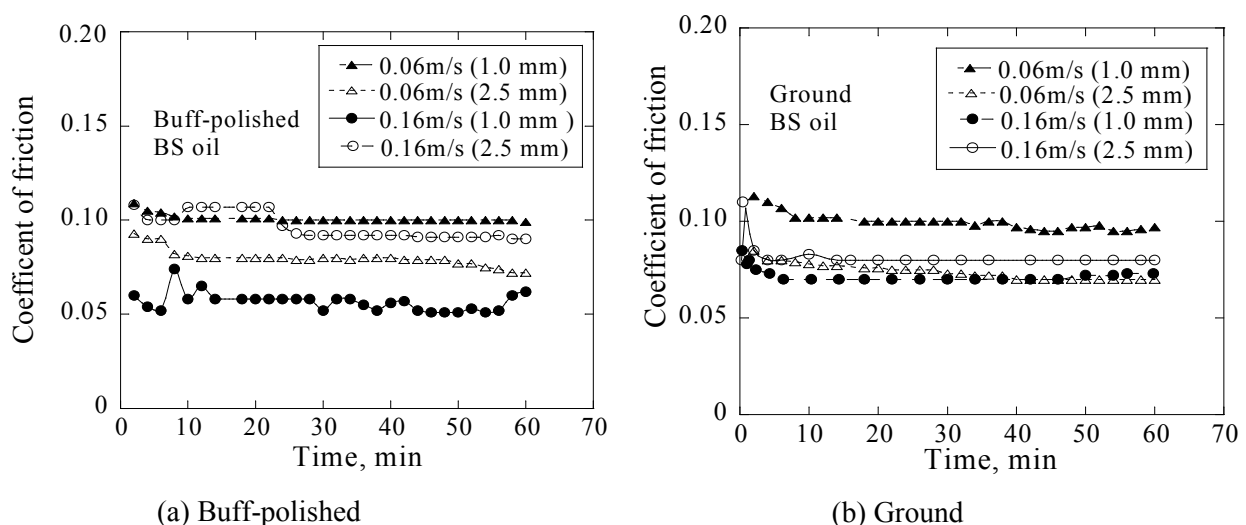 0.20
0.15
0.10
0.05
0
Coefficent of friction
0.06m/s (1.0 mm)
0.06m/s (2.5 mm)
0.16m/s (1.0 mm )
0.16m/s (2.5 mm)
Buff-polished
BS oil
0 10 20 30 40 50 60 70
Time, min
(a) Buff-polished
0.20
0.15
0.10
0.05
0.00
Coefficient of friction
0.06m/s (1.0 mm)
0.06m/s (2.5 mm)
0.16m/s (1.0 mm)
0.16m/s (2.5 mm)
Ground
BS oil
0 10 20 30 40 50 60 70
Time, min
(b) Ground